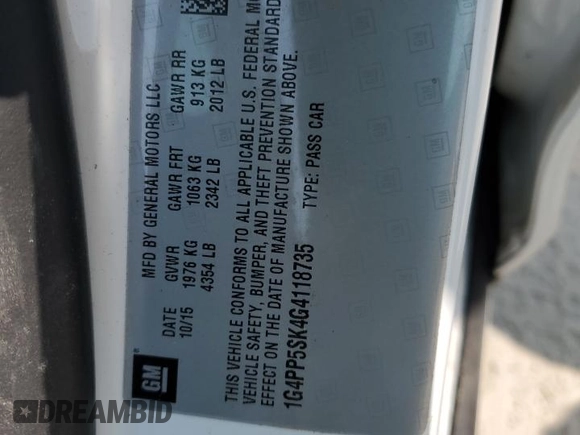 MFD BY GENERAL MOTORS LLC
DATE GVWR GAWR FRT GAWR RR
10/15 1976 KG 1063 KG 913 KG
4354 LB 2342 LB 2012 LB
THIS VEHICLE CONFORMS TO ALL APPLICABLE U.S. FEDERAL
VEHICLE SAFETY, BUMPER, AND THEFT PREVENTION STANDARD
EFFECT ON THE DATE OF MANUFACTURE SHOWN ABOVE.
1G4PP5SK4G4118735 TYPE: PASS CAR
GM
DREAMBID